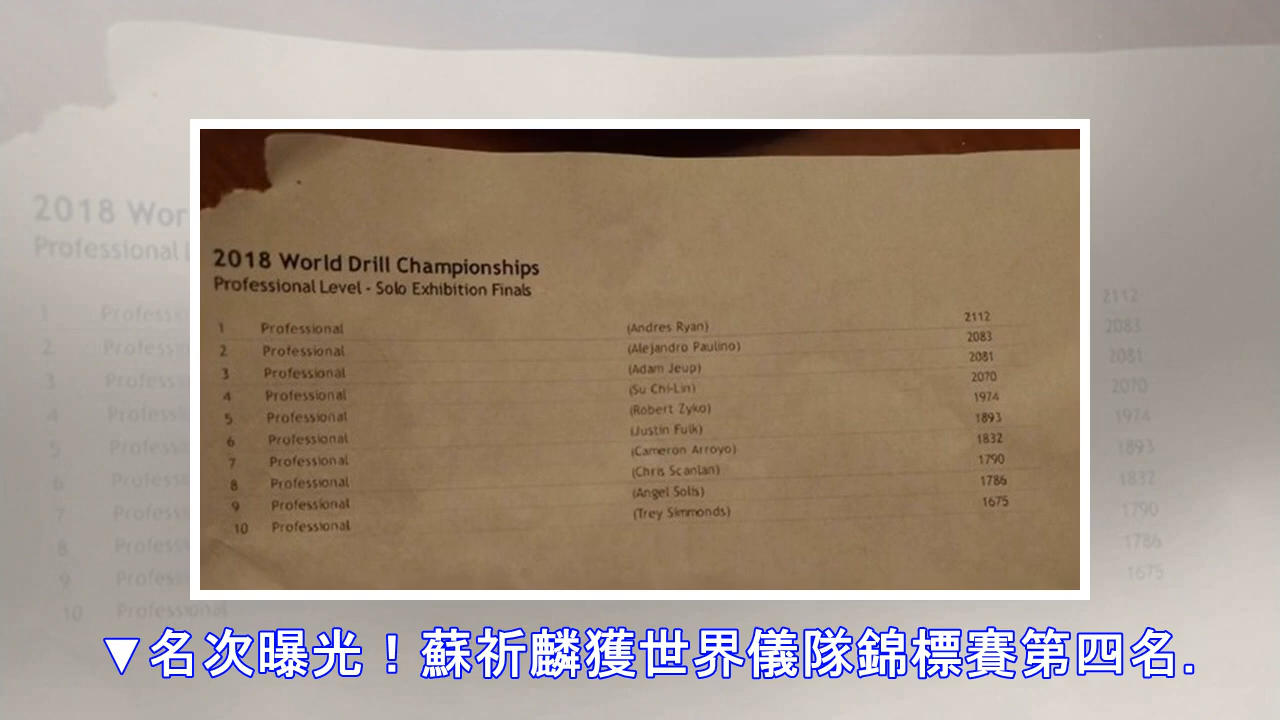 2018 World Drill Championships
Professional Level - Solo Exhibition Finals
1 Professional (Andres Ryan) 2112
2 Professional (Alejandro Paulino) 2083
3 Professional (Adam Jeup) 2081
4 Professional (Su Chi-Lin) 2070
5 Professional (Robert Zyko) 1974
6 Professional (Justin Fulk) 1893
7 Professional (Cameron Arroyo) 1832
8 Professional (Chris Scanlan) 1790
9 Professional (Angel Solis) 1786
10 Professional (Trey Simmonds) 1675
▼名次曝光！蘇祈麟獲世界儀隊錦標賽第四名.